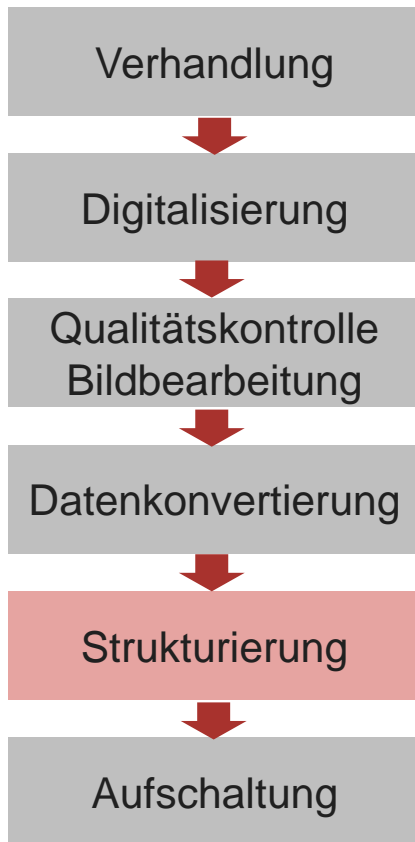 Verhandlung
Digitalisierung
Qualitätskontrolle
Bildbearbeitung
Datenkonvertierung
Strukturierung
Aufschaltung